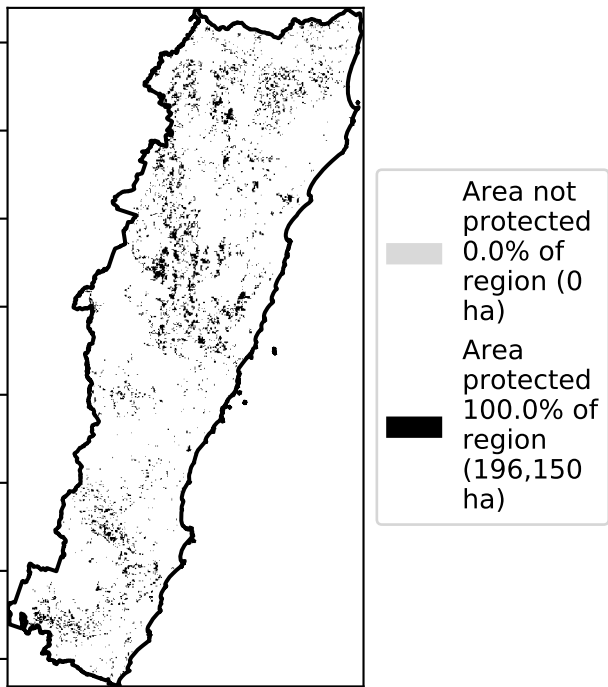 Area not
protected
0.0% of
region (0
ha)
Area
protected
100.0% of
region
(196,150
ha)